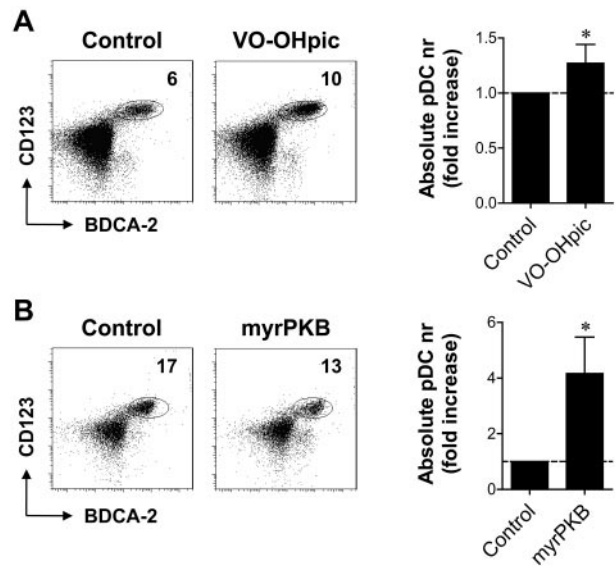 A
Control
VO-OHpic
6
10
CD123
BDCA-2
Absolute pDC nr
(fold increase)
1.5
1.0
0.5
0.0
*
Control
VO-OHpic
B
Control
myrPKB
17
13
CD123
BDCA-2
Absolute pDC nr
(fold increase)
6
4
2
0
*
Control
myrPKB